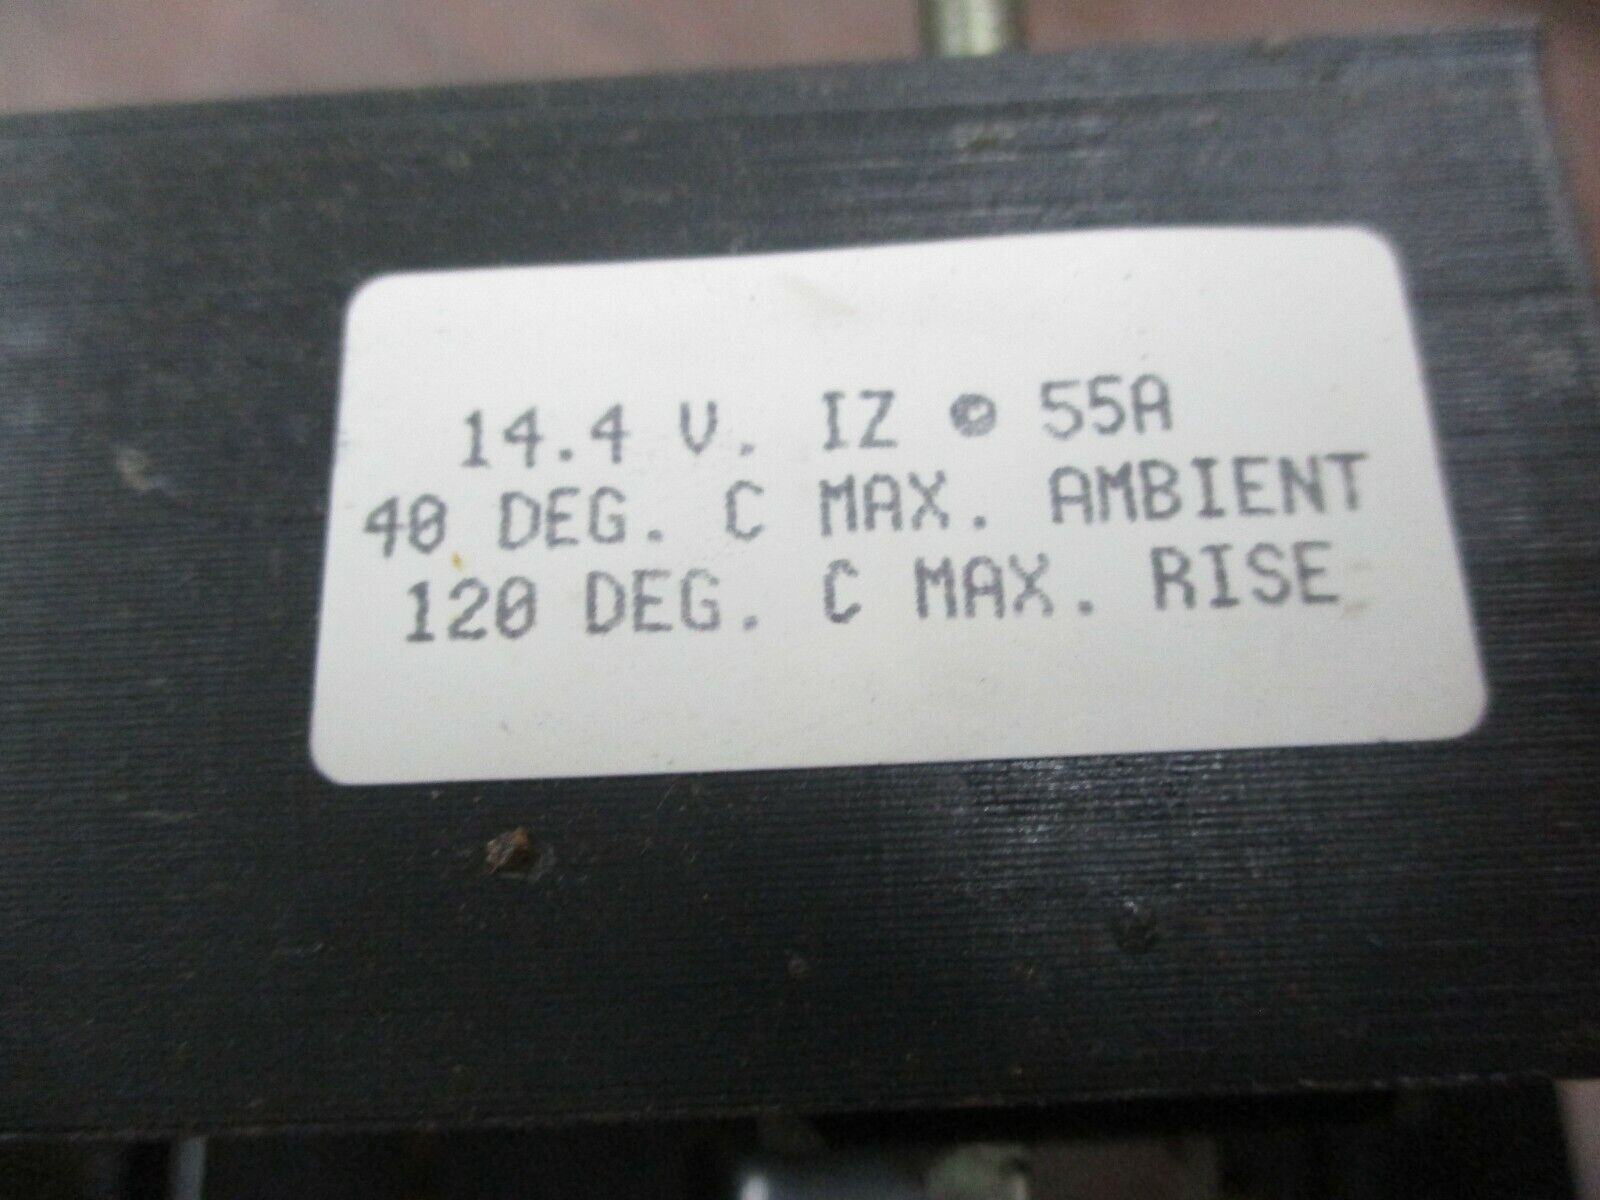 14.4 V. IZ @ 55A
40 DEG. C MAX. AMBIENT
120 DEG. C MAX. RISE